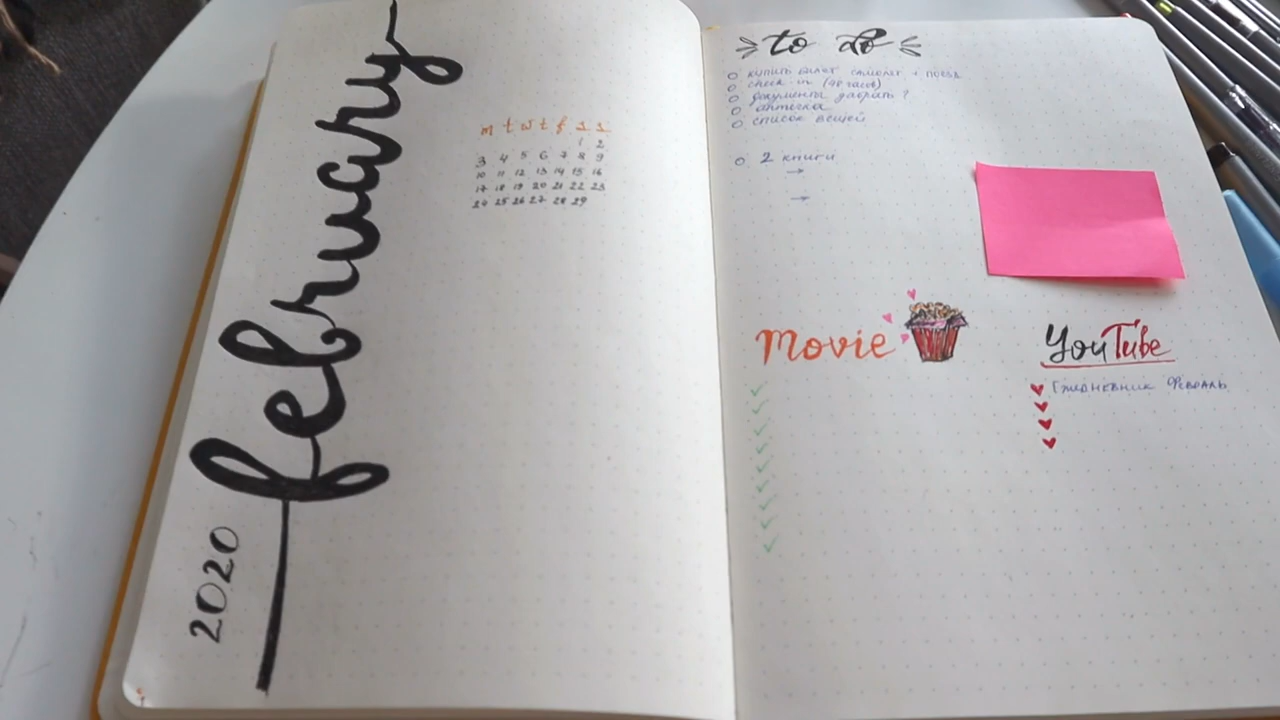 february
2020
m t w t f s s
1 2
3 4 5 6 7 8 9
10 11 12 13 14 15 16
17 18 19 20 21 22 23
24 25 26 27 28 29
to do
купить билет самолёт + поезд
check-in (48 часов)
документы забрать?
аптечка
список вещей
2 книги
movie
YouTube
Ежедневник Февраль